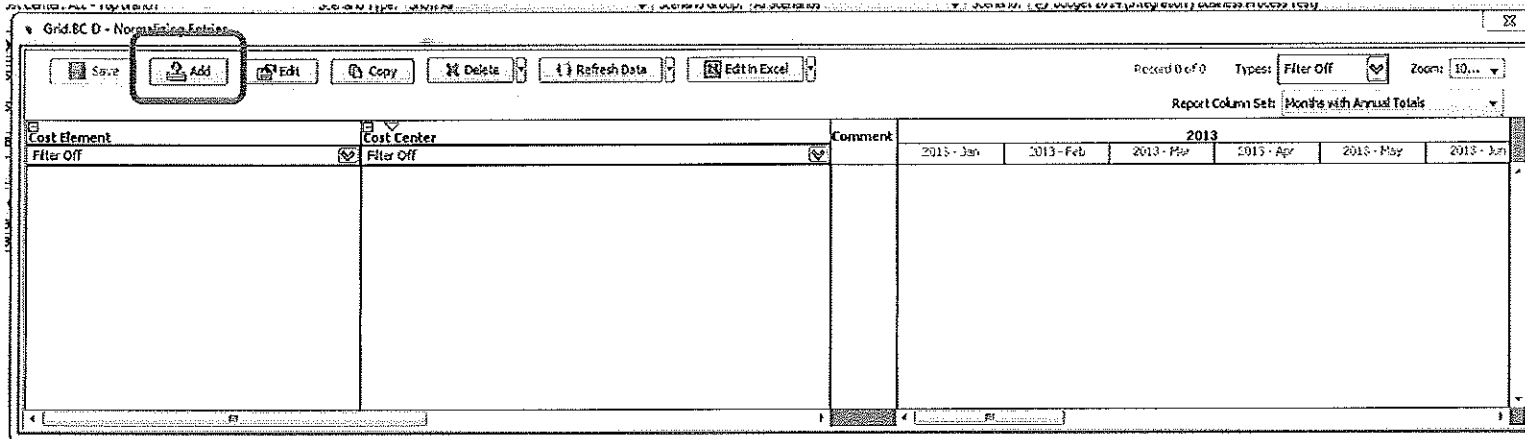 Grid.BC D - Normalizing Entries
Save Add Edit Copy Delete Refresh Data Edit in Excel Record 0 of 0 Types: Filter Off Zoom: 10...
Report Column Set: Months with Annual Totals
Cost Element Cost Center Comment 2013
Filter Off Filter Off 2013 - Jan 2013 - Feb 2013 - Mar 2013 - Apr 2013 - May 2013 - Jun